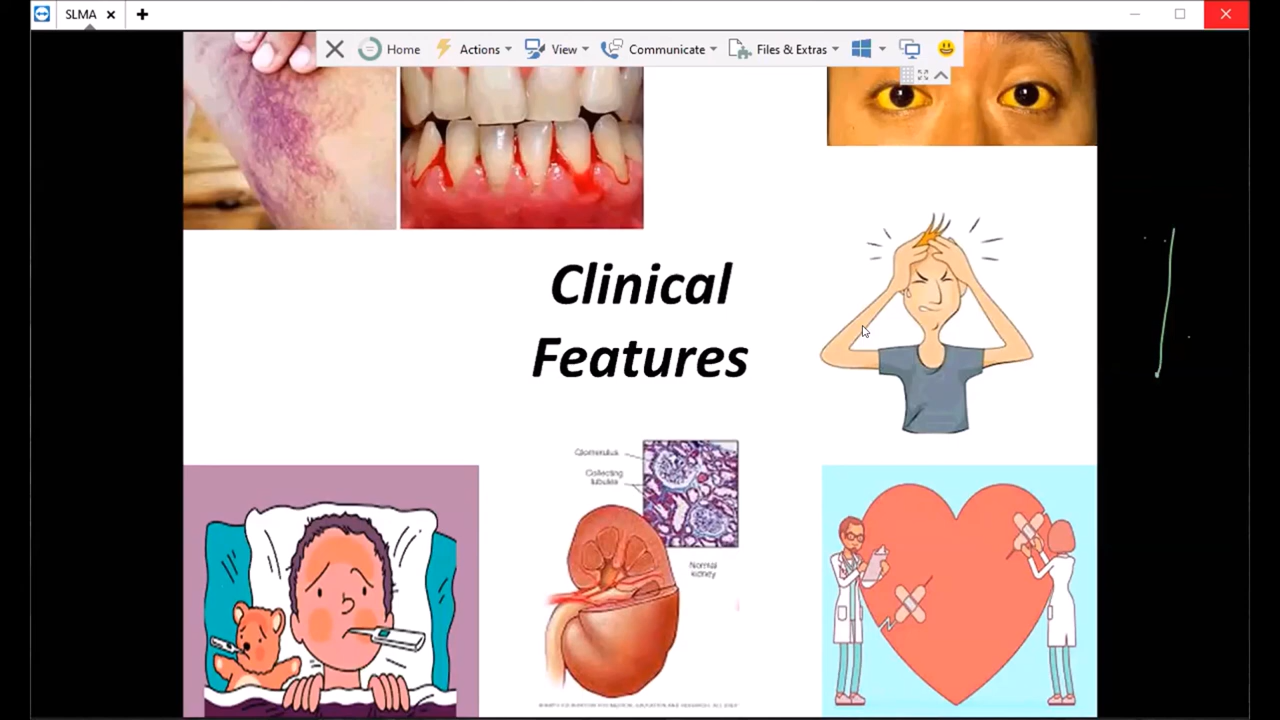 SLMA
Home Actions View Communicate Files & Extras
Clinical
Features
Glomerulus
Collecting
tubules
Normal
kidney